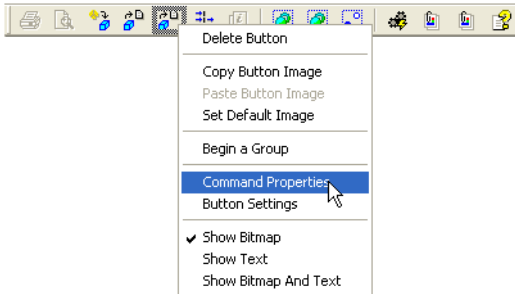 Delete Button
Copy Button Image
Paste Button Image
Set Default Image
Begin a Group
Command Properties
Button Settings
Show Bitmap
Show Text
Show Bitmap And Text